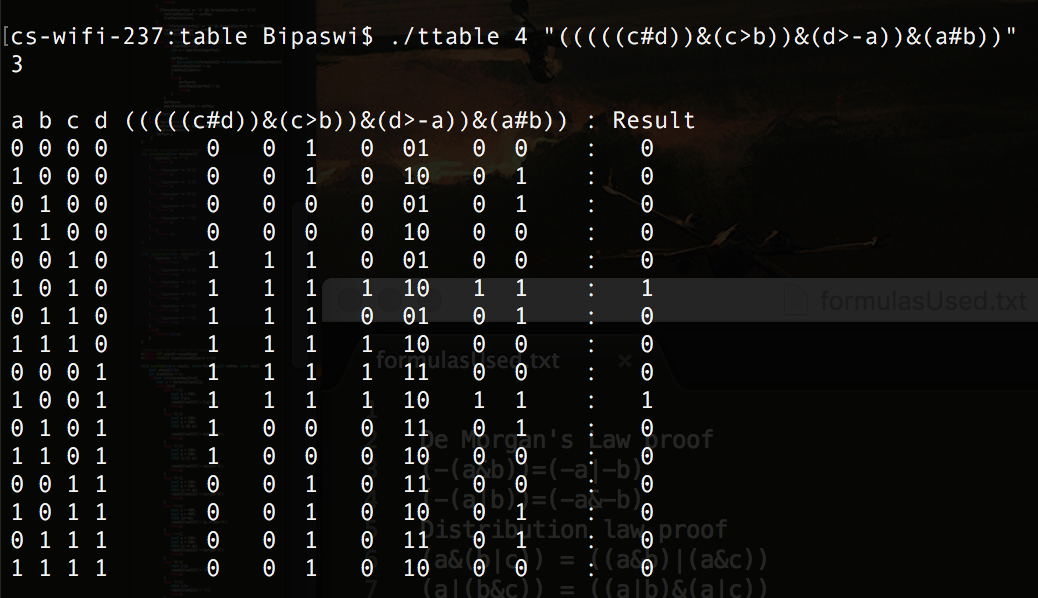 [cs-wifi-237:table Bipaswi$ ./ttable 4 "(((((c#d))&(c>b))&(d>-a))&(a#b))"
3
a b c d (((((c#d))&(c>b))&(d>-a))&(a#b)) : Result
0 0 0 0       0   0  1   0  01   0  0    :   0
1 0 0 0       0   0  1   0  10   0  1    :   0
0 1 0 0       0   0  0   0  01   0  1    :   0
1 1 0 0       0   0  0   0  10   0  0    :   0
0 0 1 0       1   1  1   0  01   0  0    :   0
1 0 1 0       1   1  1   1  10   1  1    :   1
0 1 1 0       1   1  1   0  01   0  1    :   0
1 1 1 0       1   1  1   1  10   0  0    :   0
0 0 0 1       1   1  1   1  11   0  0    :   0
1 0 0 1       1   1  1   1  10   1  1    :   1
0 1 0 1       1   0  0   0  11   0  1    :   0
1 1 0 1       1   0  0   0  10   0  0    :   0
0 0 1 1       0   0  1   0  11   0  0    :   0
1 0 1 1       0   0  1   0  10   0  1    :   0
0 1 1 1       0   0  1   0  11   0  1    :   0
1 1 1 1       0   0  1   0  10   0  0    :   0
formulasUsed.txt
formulasUsed.txt
1
2 De Morgan's Law proof
3 (-(a&b))=(-a|-b)
4 (-(a|b))=(-a&-b)
5 Distribution law proof
6 (a&(b|c)) = ((a&b)|(a&c))
7 (a|(b&c)) = ((a|b)&(a|c))